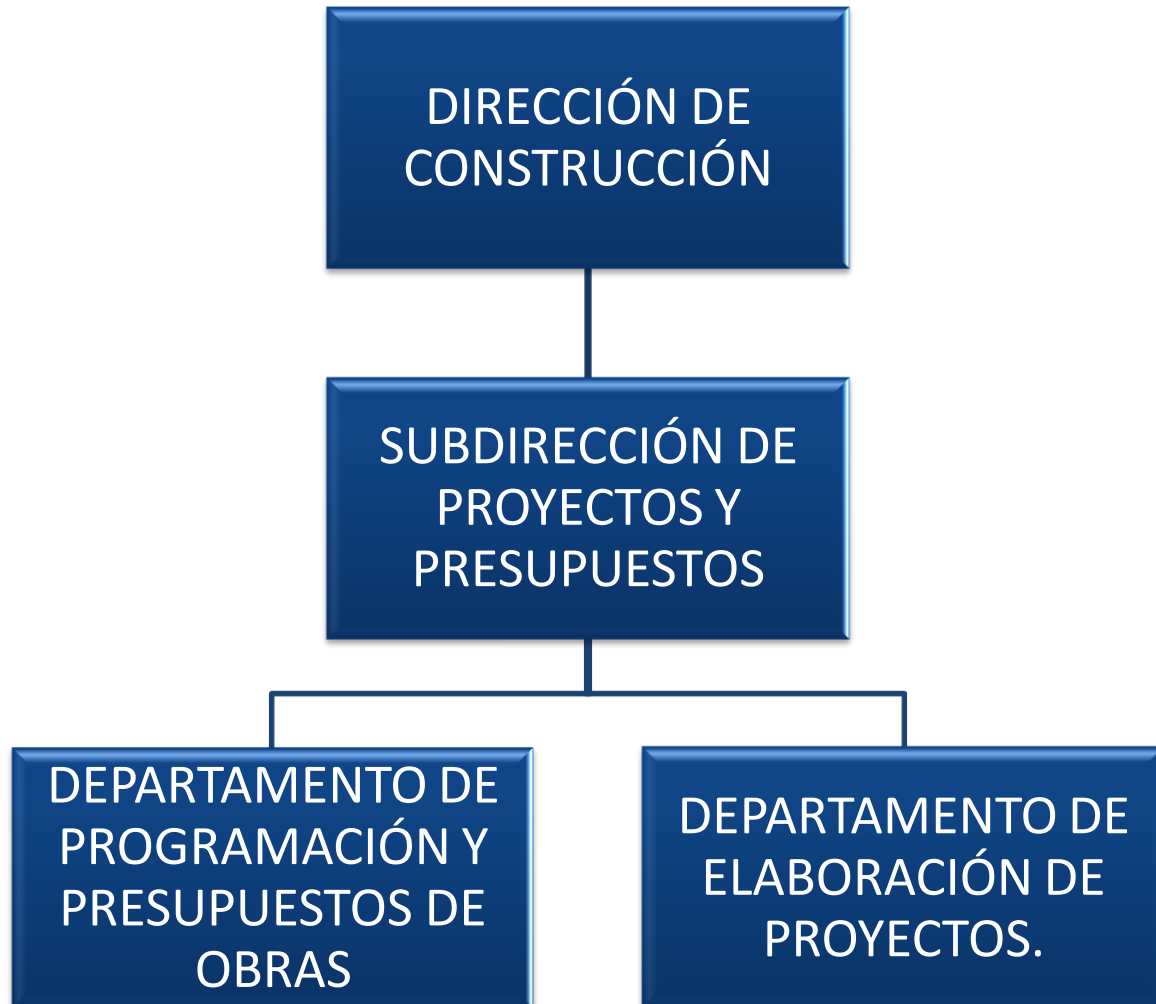 DIRECCIÓN DE
CONSTRUCCIÓN
SUBDIRECCIÓN DE
PROYECTOS Y
PRESUPUESTOS
DEPARTAMENTO DE
PROGRAMACIÓN Y
PRESUPUESTOS DE
OBRAS
DEPARTAMENTO DE
ELABORACIÓN DE
PROYECTOS.